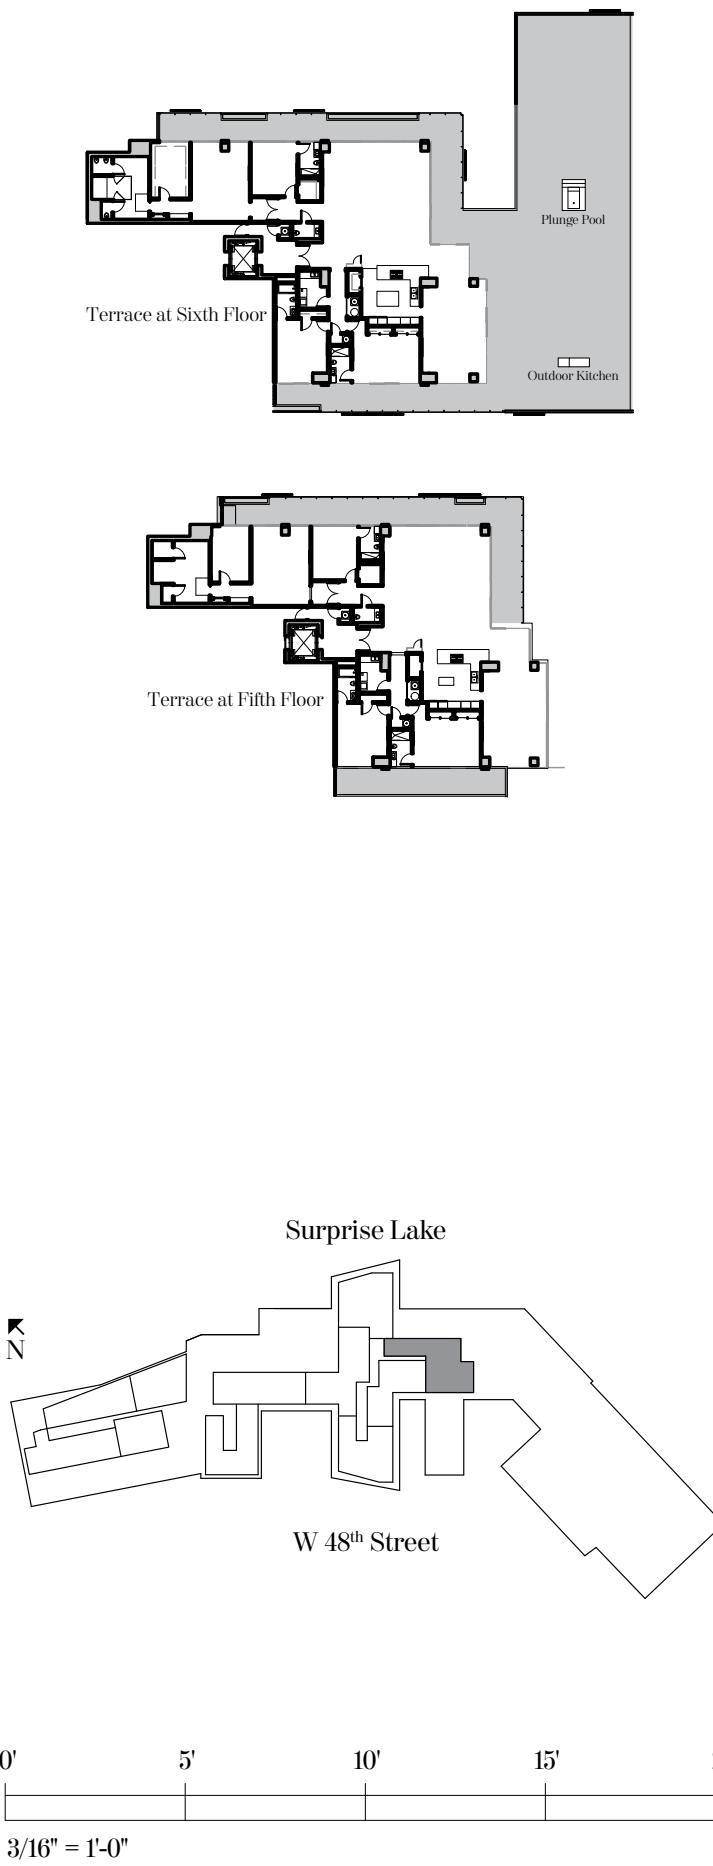 Plunge Pool
Terrace at Sixth Floor
Outdoor Kitchen
Terrace at Fifth Floor
Surprise Lake
N
W 48th Street
0' 5' 10' 15'
3/16" = 1'-0"